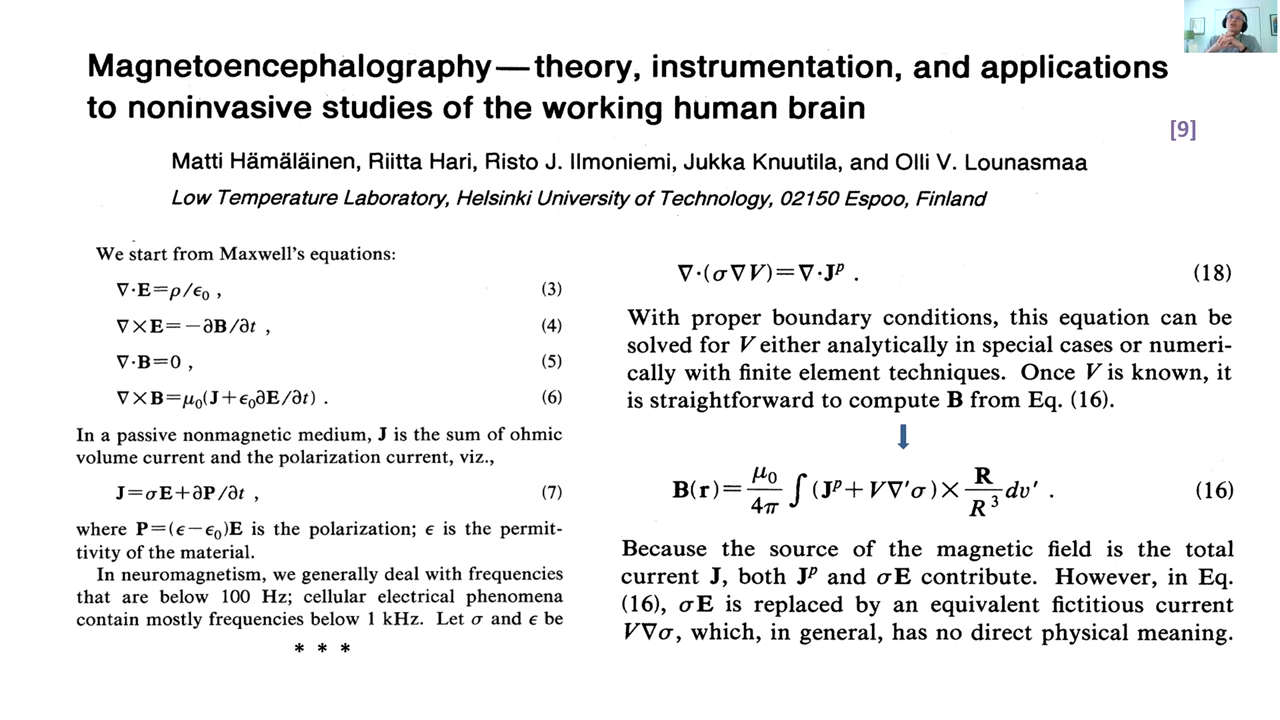 Magnetoencephalography—theory, instrumentation, and applications
to noninvasive studies of the working human brain
[9]
Matti Hämäläinen, Riitta Hari, Risto J. Ilmoniemi, Jukka Knuutila, and Olli V. Lounasmaa
Low Temperature Laboratory, Helsinki University of Technology, 02150 Espoo, Finland
We start from Maxwell's equations:
∇·E=ρ/ϵ₀ , (3)
∇×E=−∂B/∂t , (4)
∇·B=0 , (5)
∇×B=μ₀(J+ϵ₀∂E/∂t) . (6)
In a passive nonmagnetic medium, J is the sum of ohmic
volume current and the polarization current, viz.,
J=σE+∂P/∂t , (7)
where P=(ϵ−ϵ₀)E is the polarization; ϵ is the permit-
tivity of the material.
In neuromagnetism, we generally deal with frequencies
that are below 100 Hz; cellular electrical phenomena
contain mostly frequencies below 1 kHz. Let σ and ϵ be
* * *
∇·(σ∇V)=∇·Jᵖ . (18)
With proper boundary conditions, this equation can be
solved for V either analytically in special cases or numeri-
cally with finite element techniques. Once V is known, it
is straightforward to compute B from Eq. (16).
B(r)=μ₀/4π ∫(Jᵖ+V∇′σ)×R/R³ dv′ . (16)
Because the source of the magnetic field is the total
current J, both Jᵖ and σE contribute. However, in Eq.
(16), σE is replaced by an equivalent fictitious current
V∇σ, which, in general, has no direct physical meaning.